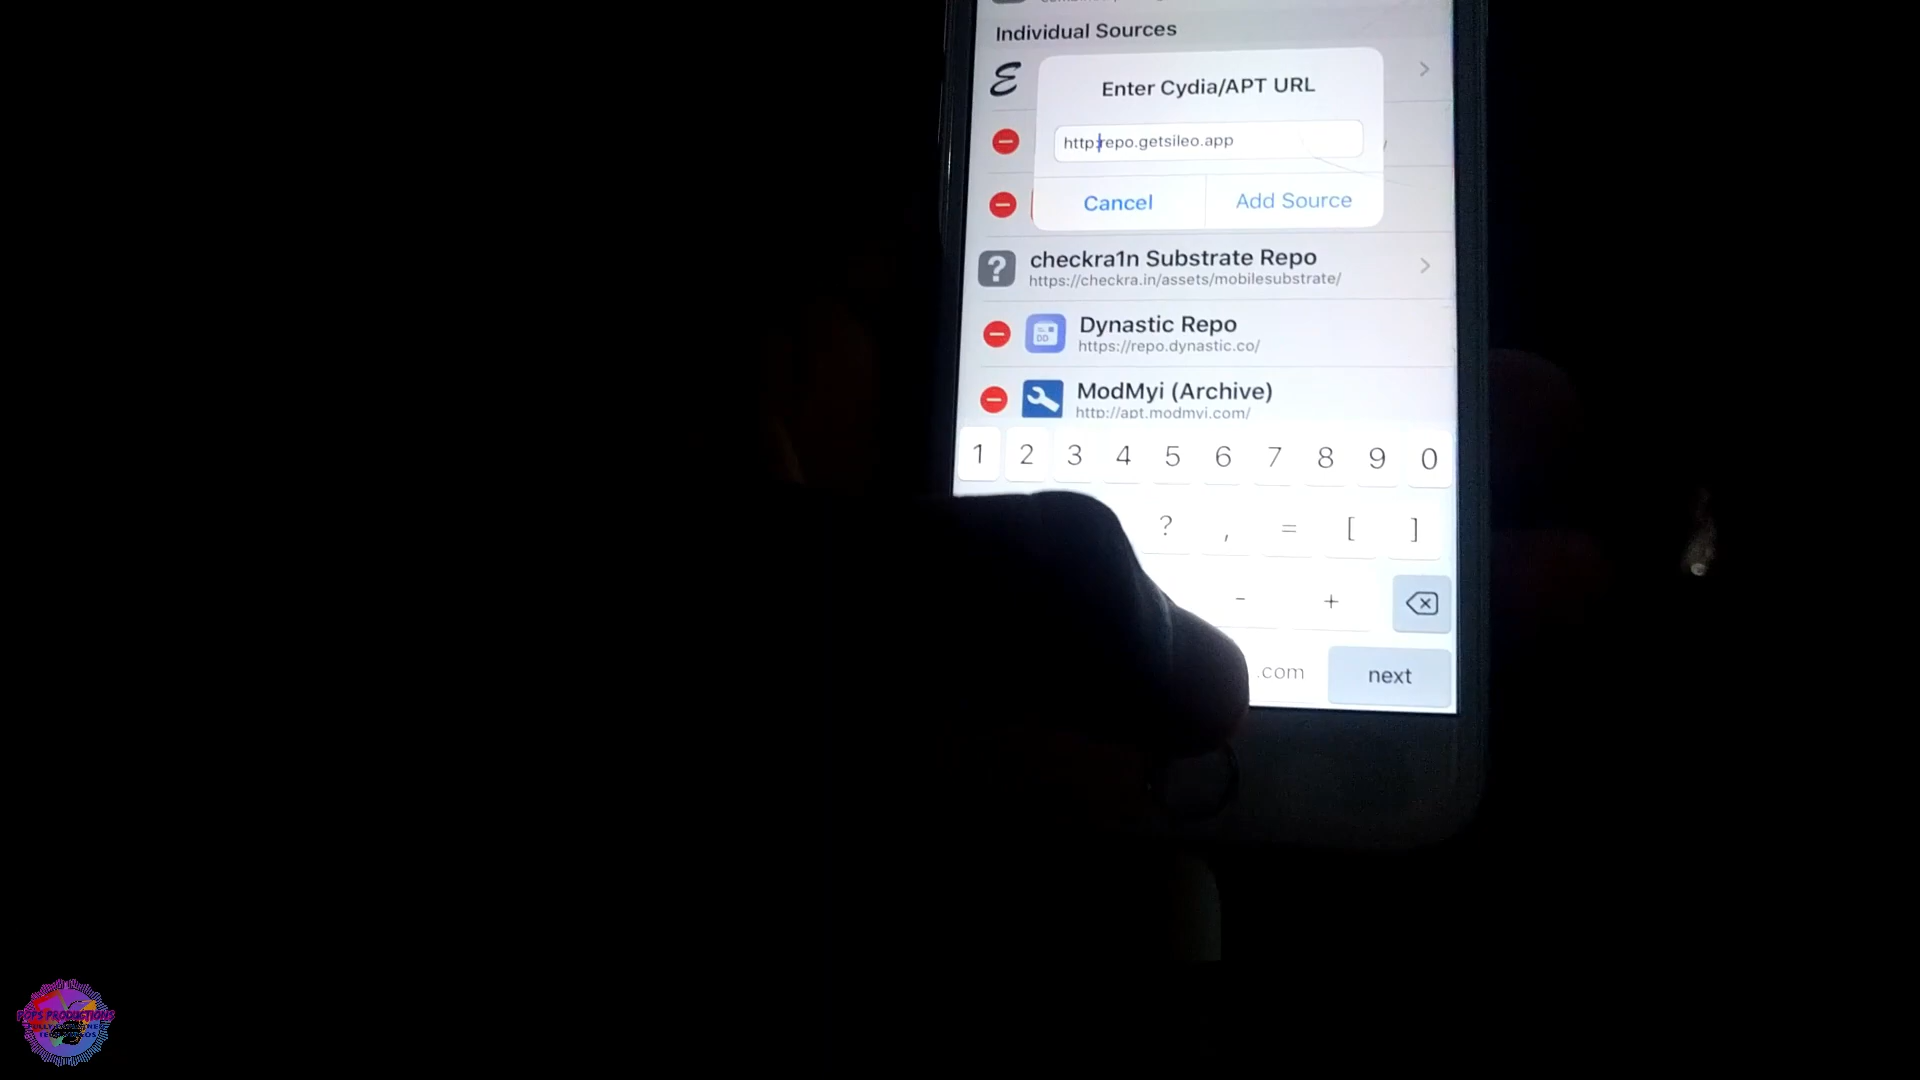 Individual Sources
Enter Cydia/APT URL
http:repo.getsileo.app
Cancel
Add Source
checkra1n Substrate Repo
https://checkra.in/assets/mobilesubstrate/
Dynastic Repo
https://repo.dynastic.co/
ModMyi (Archive)
http://apt.modmyi.com/
1 2 3 4 5 6 7 8 9 0
? , = [ ]
- +
.com
next
POPS PRODUCTIONS